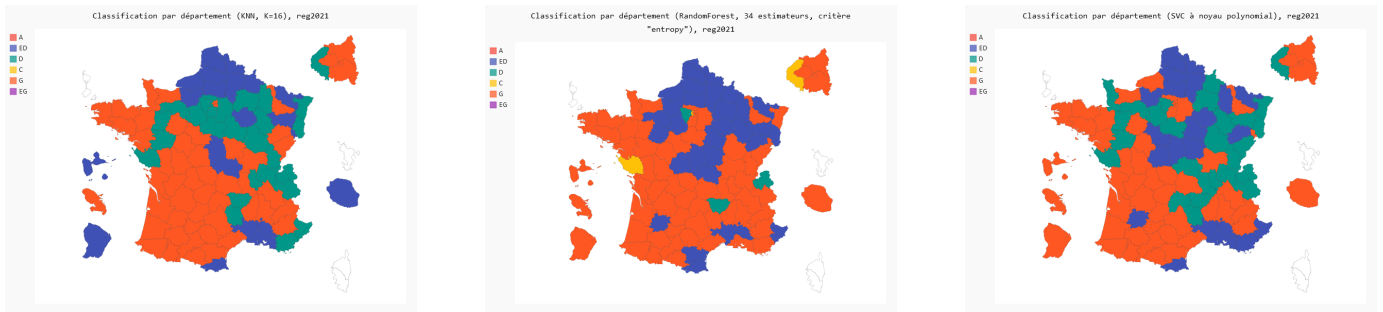 Classification par département (KNN, K=16), reg2021
A
ED
D
C
G
EG
Classification par département (RandomForest, 34 estimateurs, critère
"entropy"), reg2021
A
ED
D
C
G
EG
Classification par département (SVC à noyau polynomial), reg2021
A
ED
D
C
G
EG